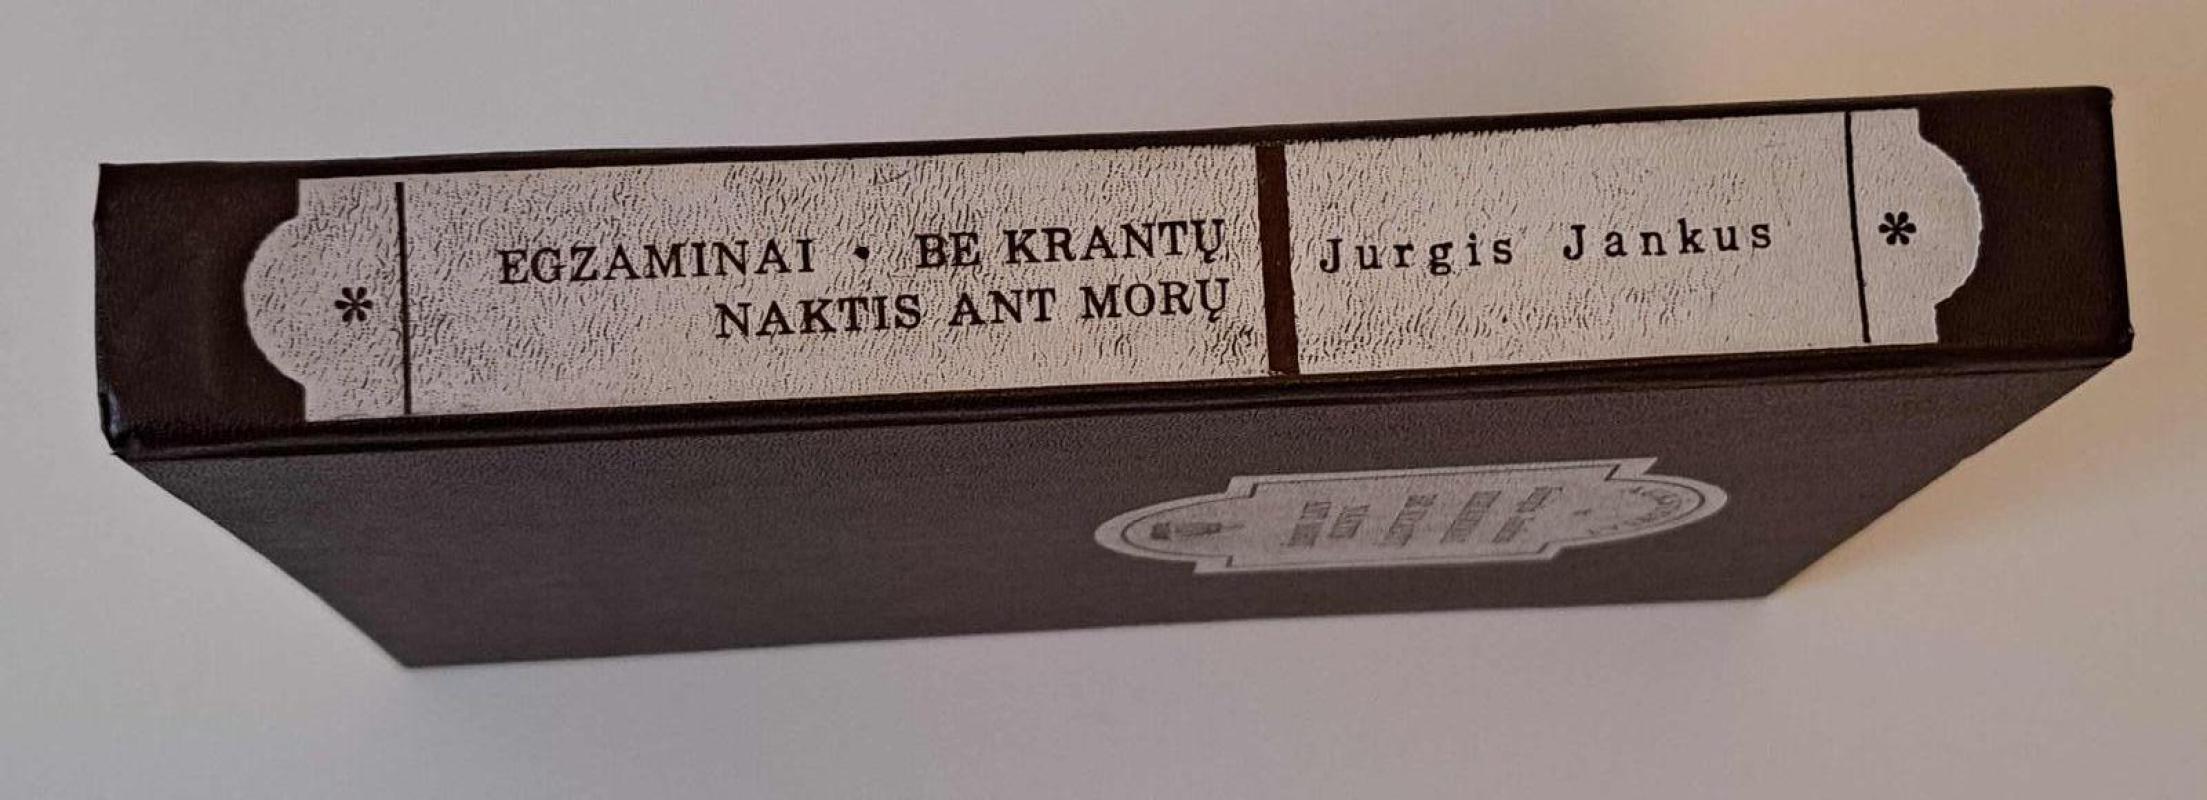 *
EGZAMINAI • BE KRANTŲ
NAKTIS ANT MORŲ
Jurgis Jankus
*